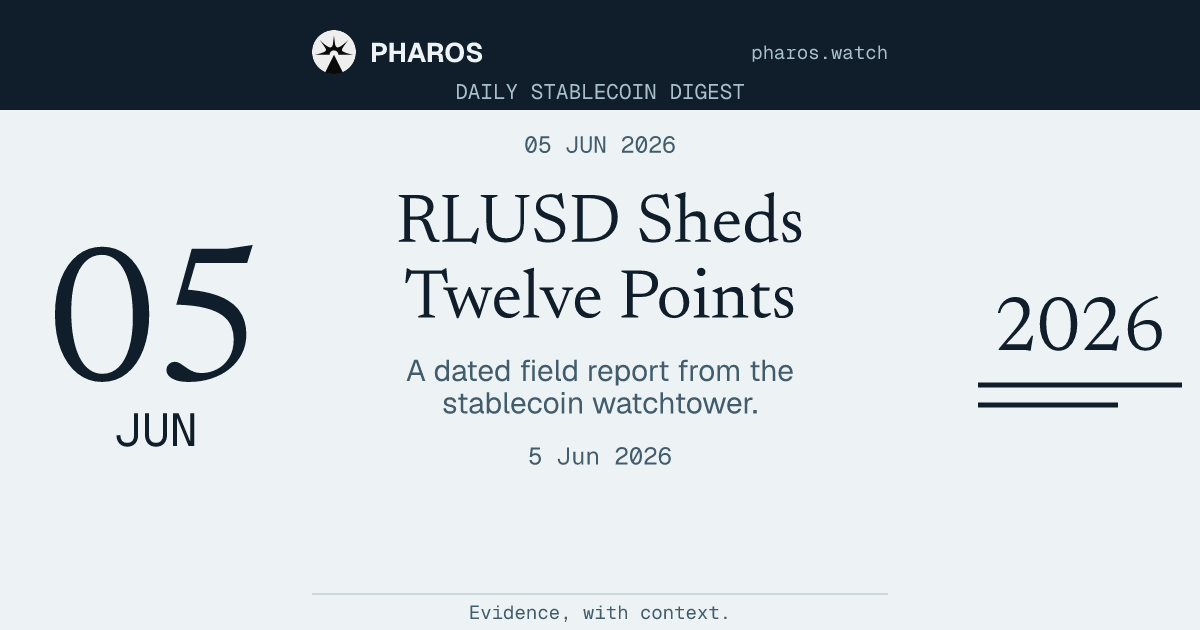 PHAROS
pharos.watch
DAILY STABLECOIN DIGEST
05 JUN 2026
RLUSD Sheds
Twelve Points
A dated field report from the
stablecoin watchtower.
5 Jun 2026
05
JUN
2026
Evidence, with context.